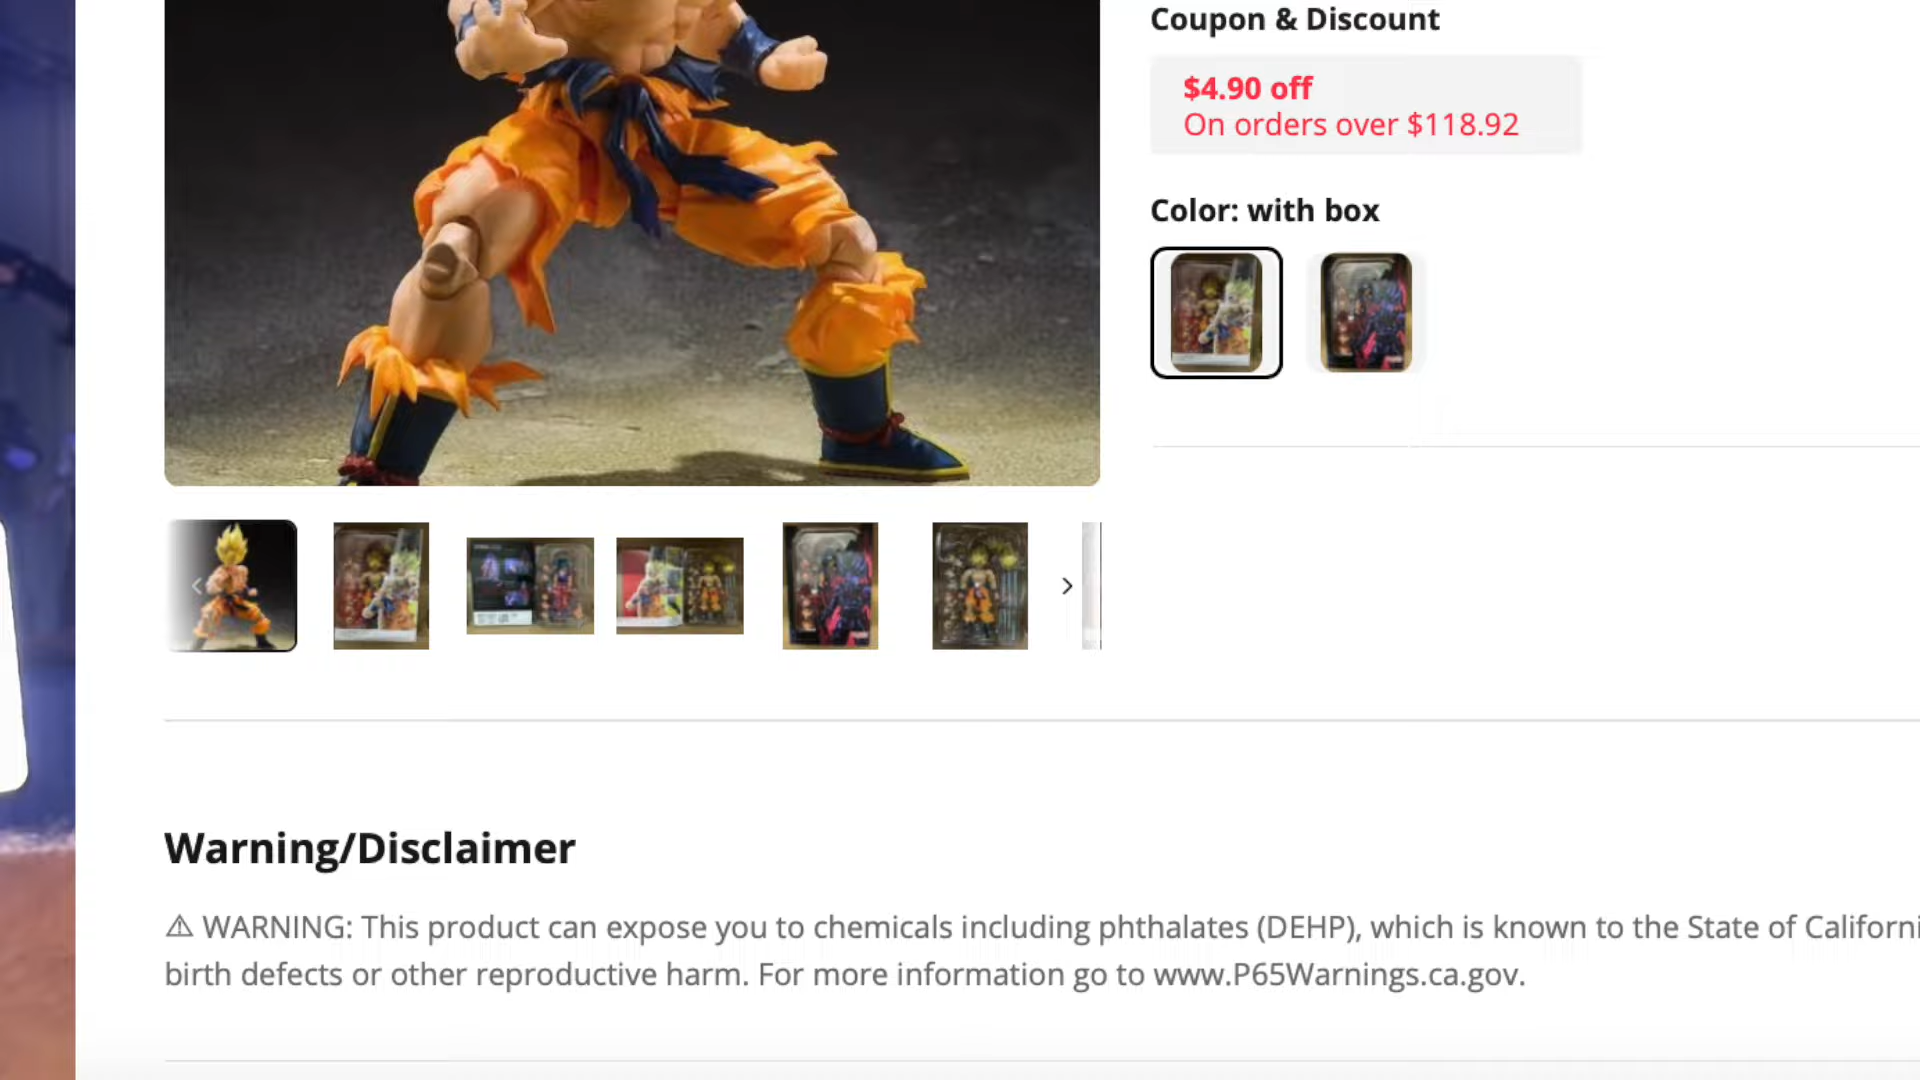 Coupon & Discount
$4.90 off
On orders over $118.92
Color: with box
Warning/Disclaimer
⚠ WARNING: This product can expose you to chemicals including phthalates (DEHP), which is known to the State of Californi
birth defects or other reproductive harm. For more information go to www.P65Warnings.ca.gov.